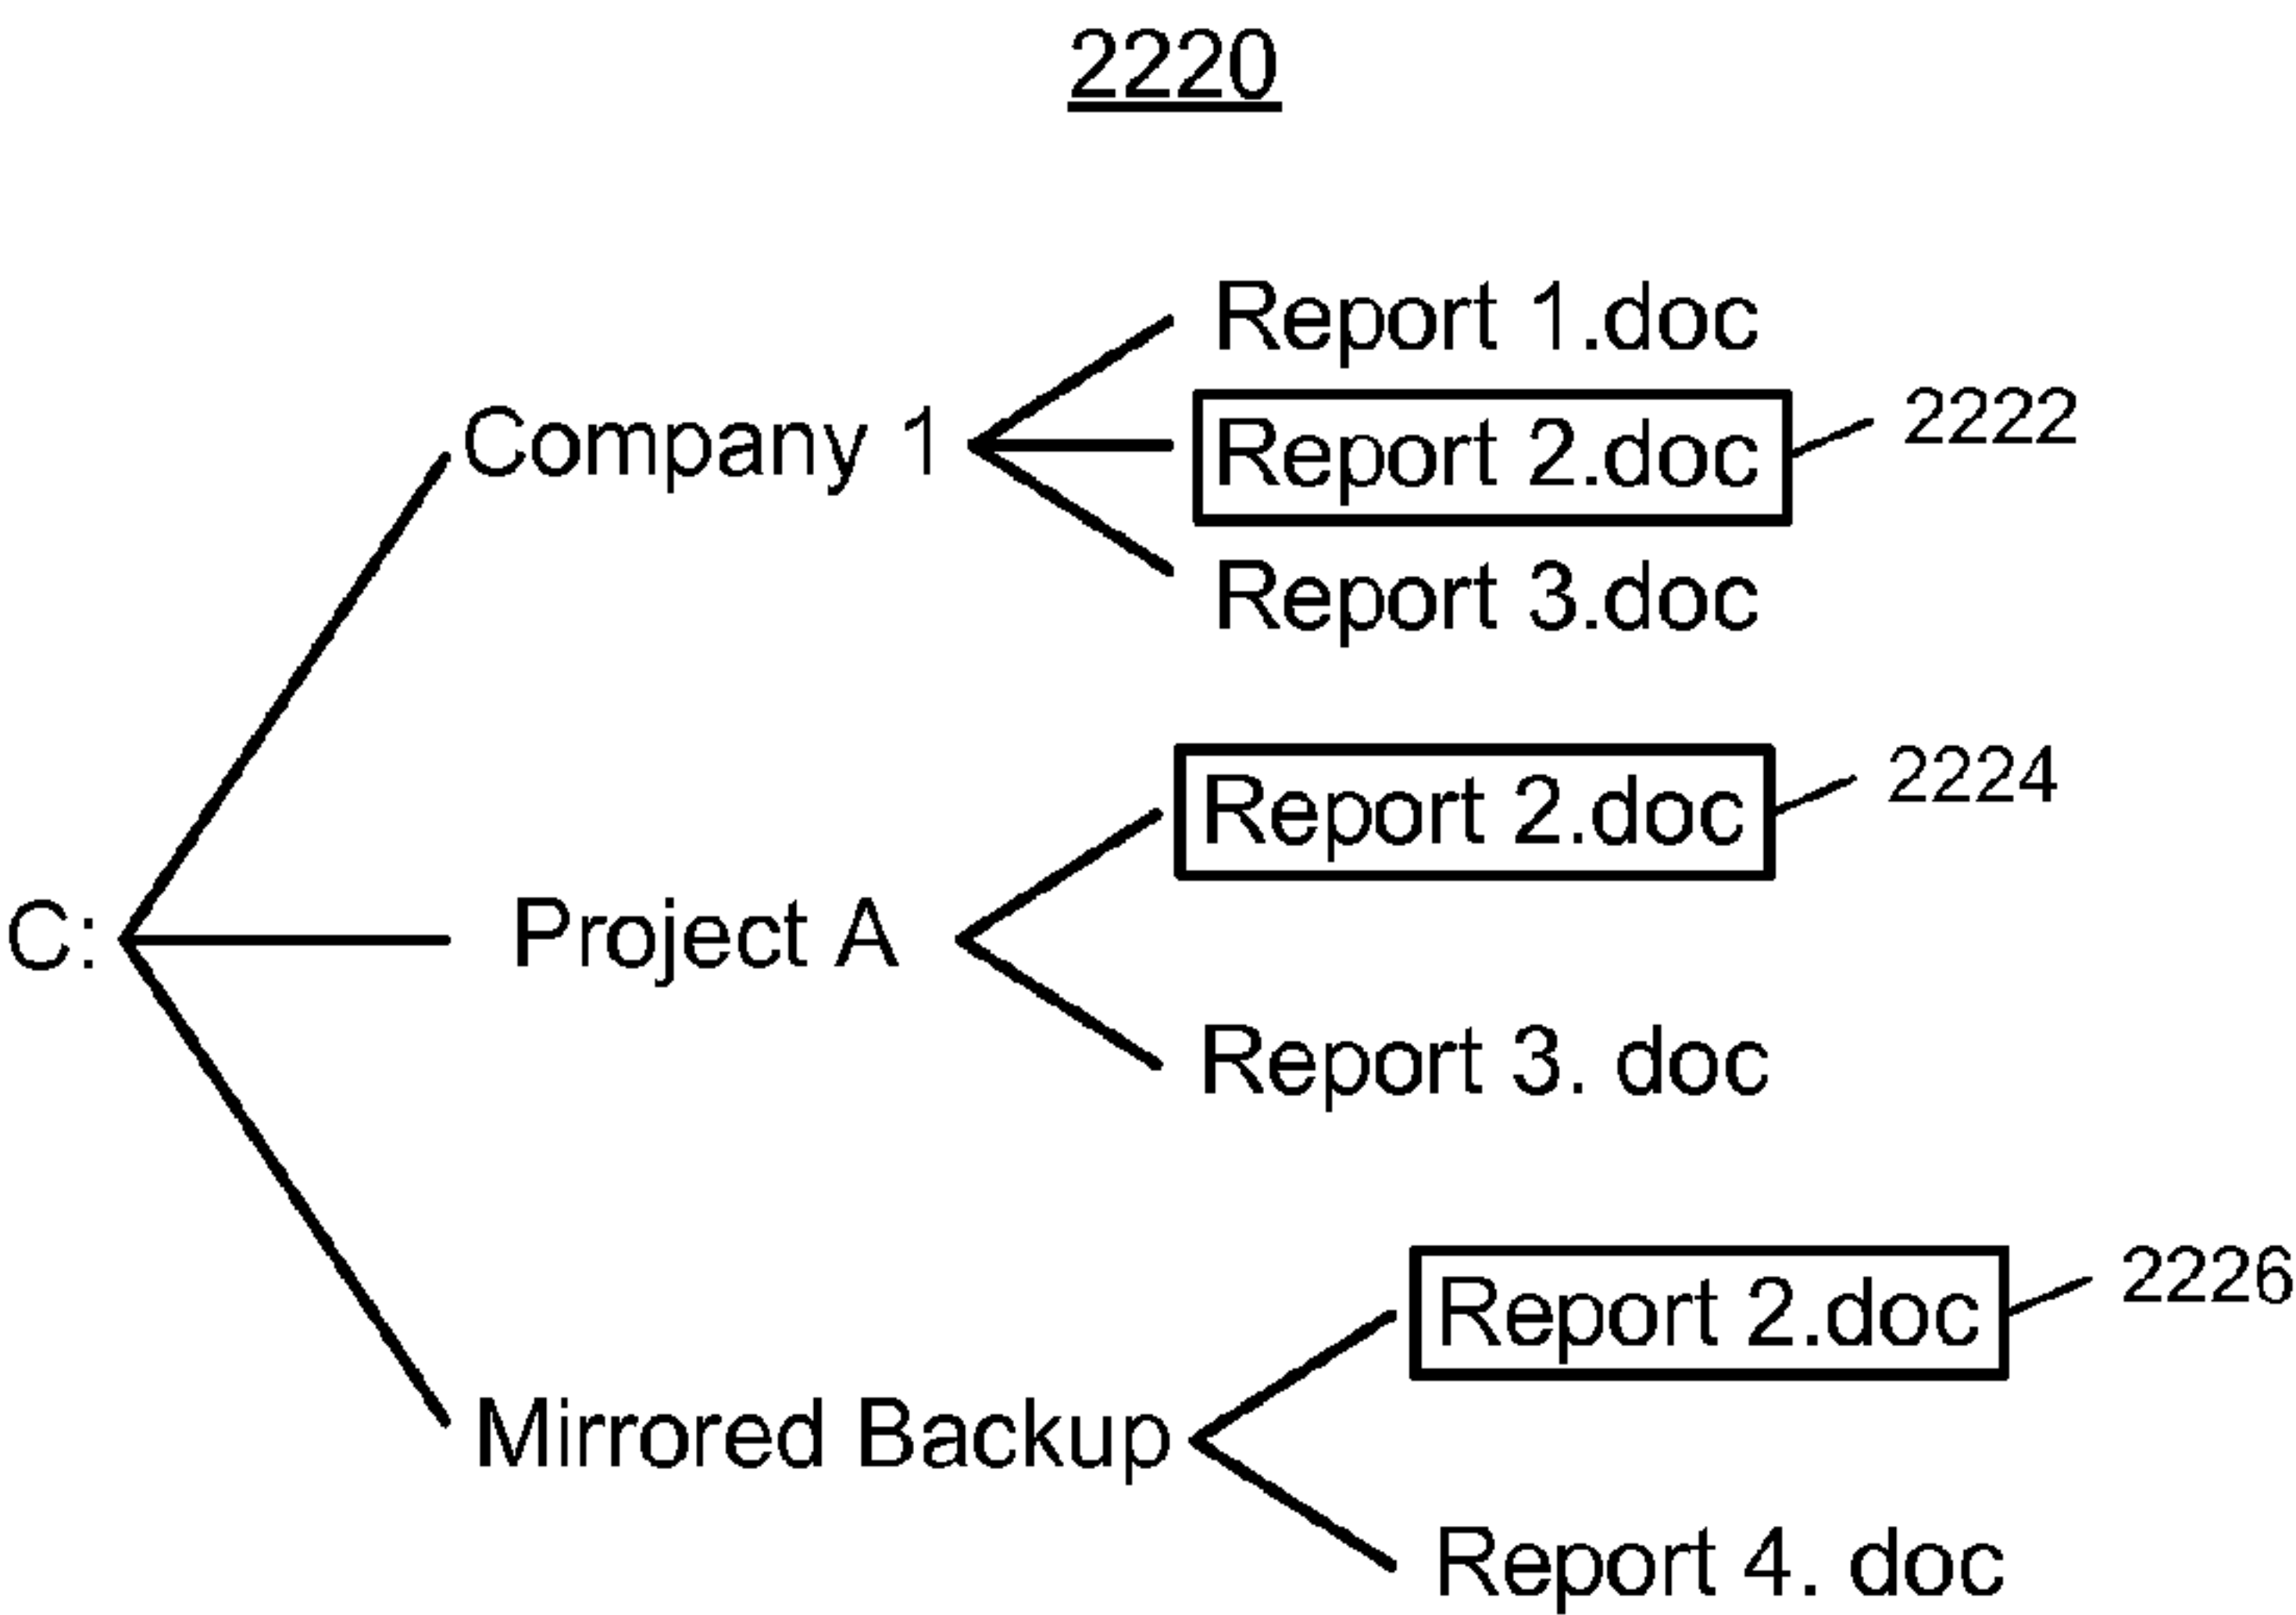 2220
Report 1.doc
Company 1
Report 2.doc
2222
Report 3.doc
Report 2.doc
2224
C:
Project A
Report 3. doc
Report 2.doc
2226
Mirrored Backup
Report 4. doc